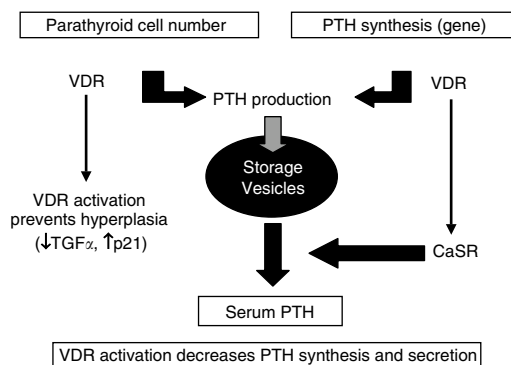 Parathyroid cell number
PTH synthesis (gene)
VDR
PTH production
VDR
Storage
Vesicles
VDR activation
prevents hyperplasia
(↓TGFα, ↑p21)
CaSR
Serum PTH
VDR activation decreases PTH synthesis and secretion